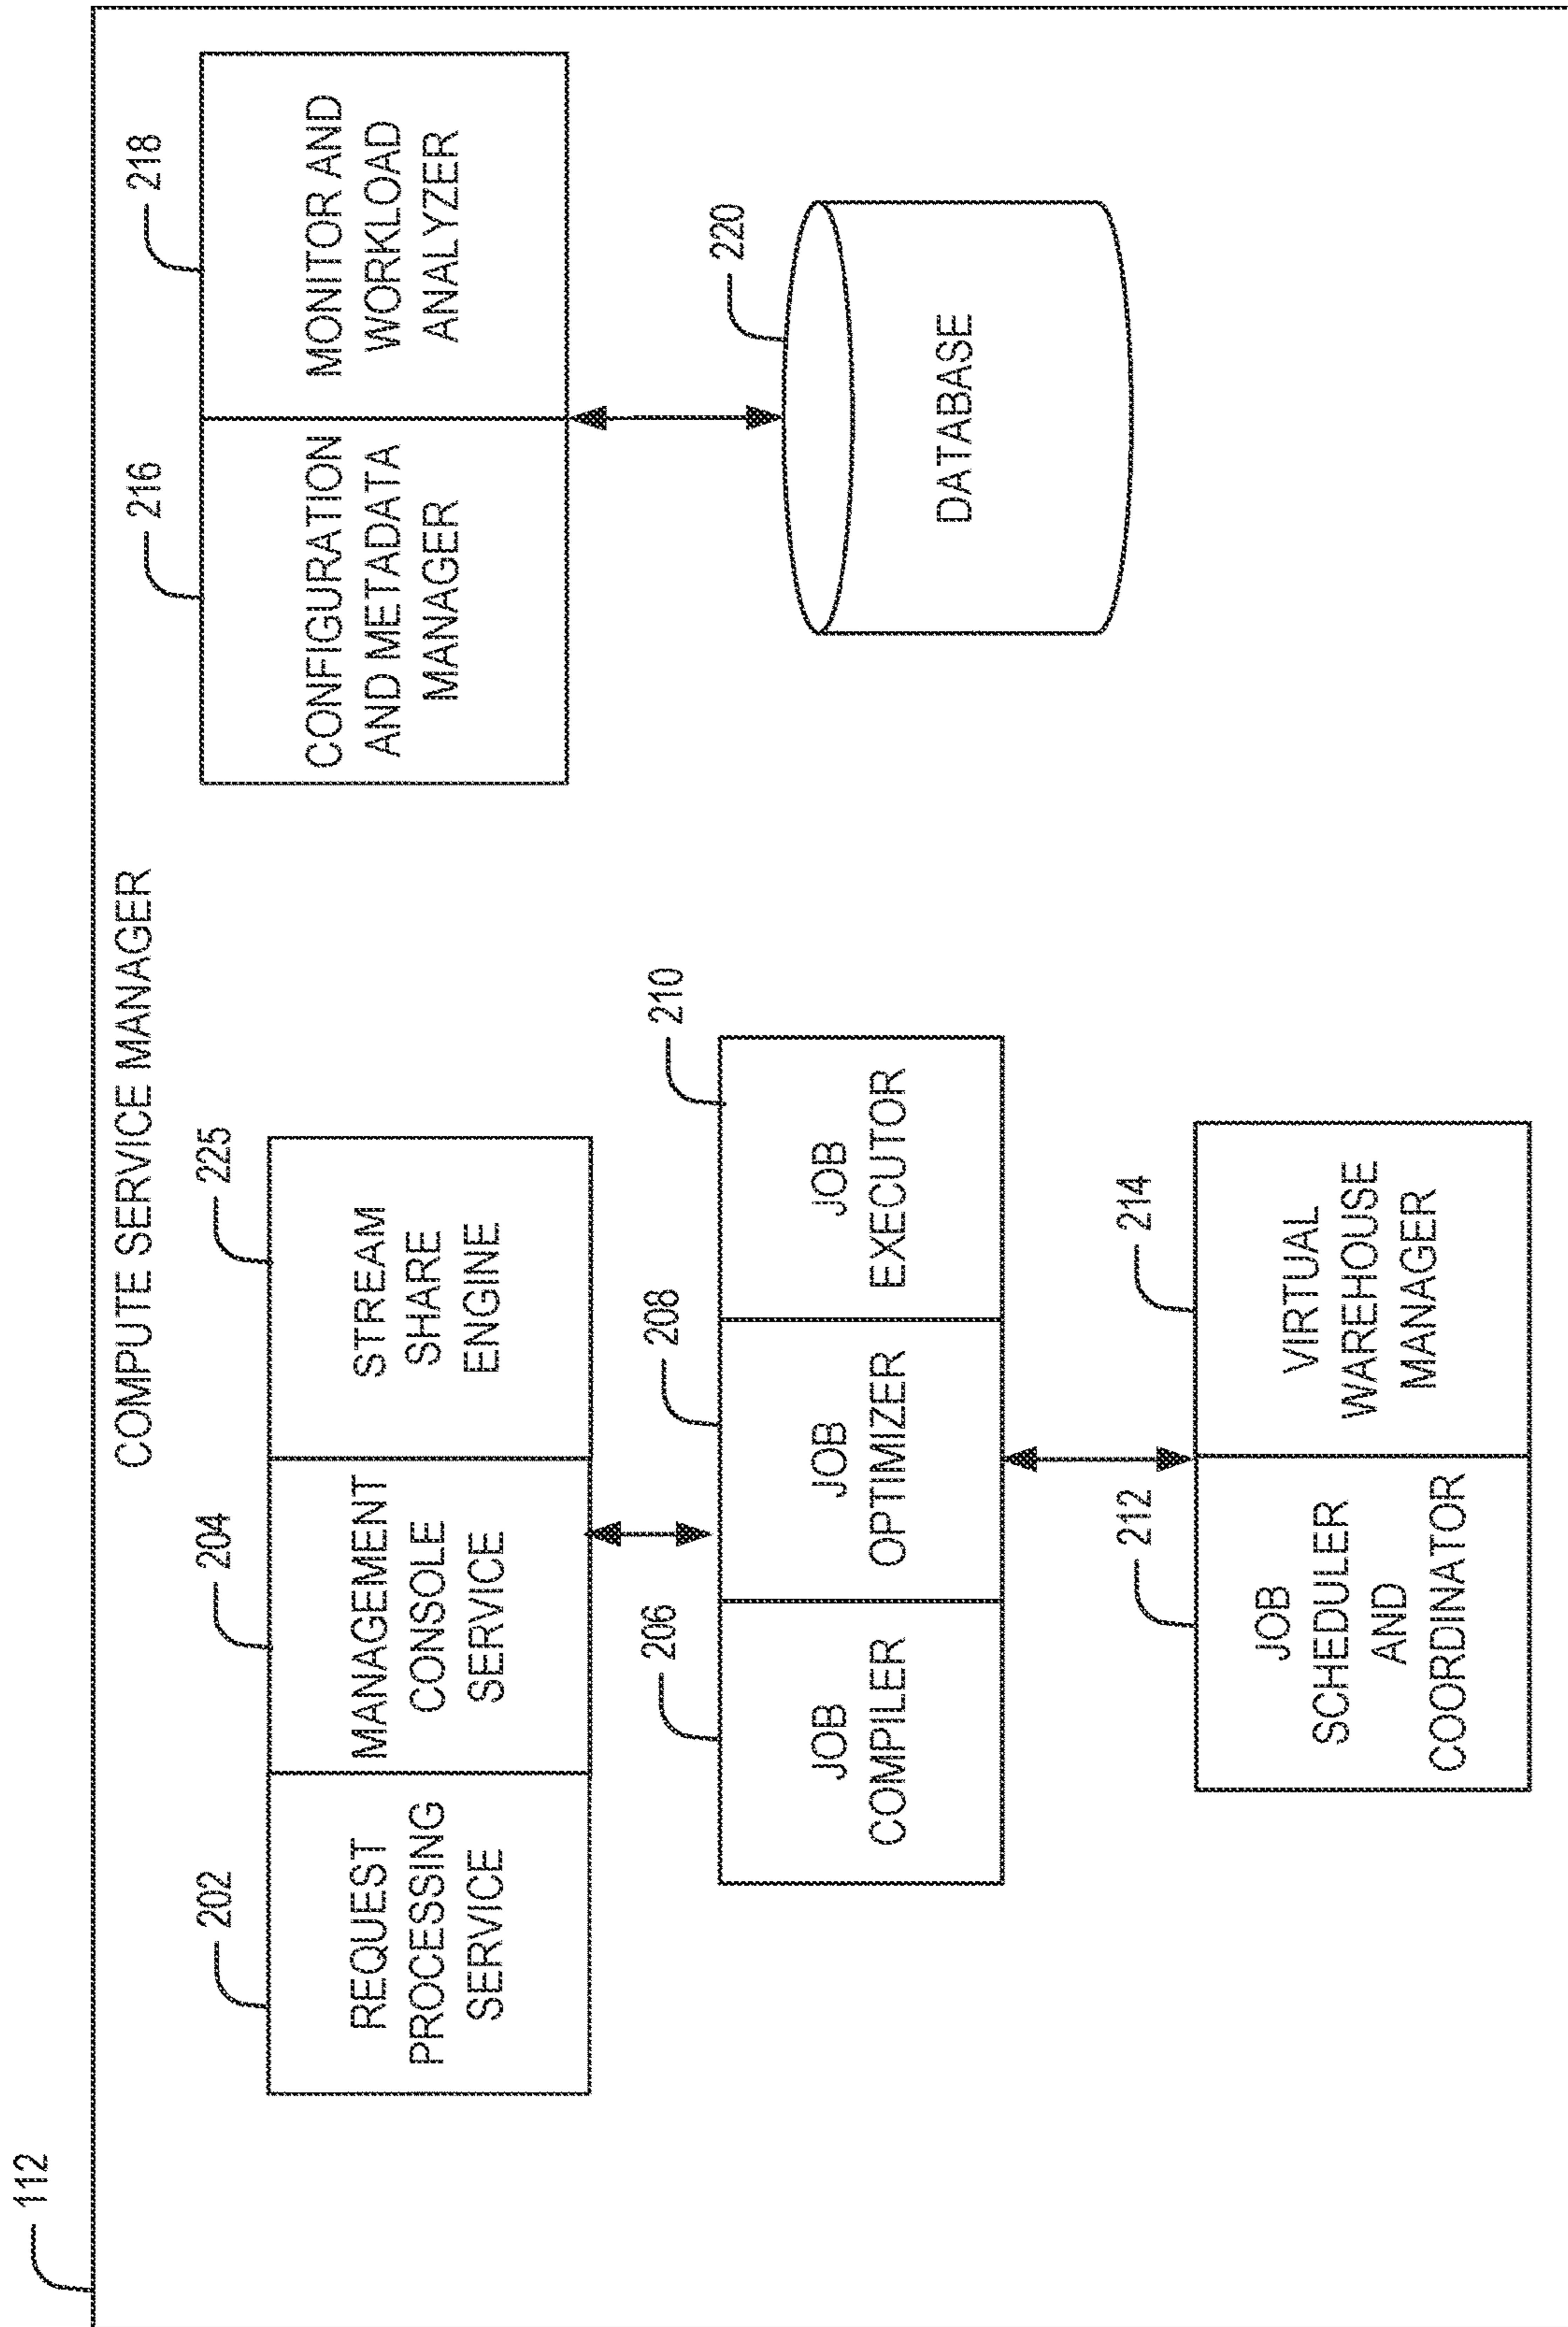 112
COMPUTE SERVICE MANAGER
202
204
225
REQUEST
PROCESSING
SERVICE
MANAGEMENT
CONSOLE
SERVICE
STREAM
SHARE
ENGINE
206
208
210
JOB
COMPILER
JOB
OPTIMIZER
JOB
EXECUTOR
212
214
JOB
SCHEDULER
AND
COORDINATOR
VIRTUAL
WAREHOUSE
MANAGER
216
218
CONFIGURATION
AND METADATA
MANAGER
MONITOR AND
WORKLOAD
ANALYZER
220
DATABASE